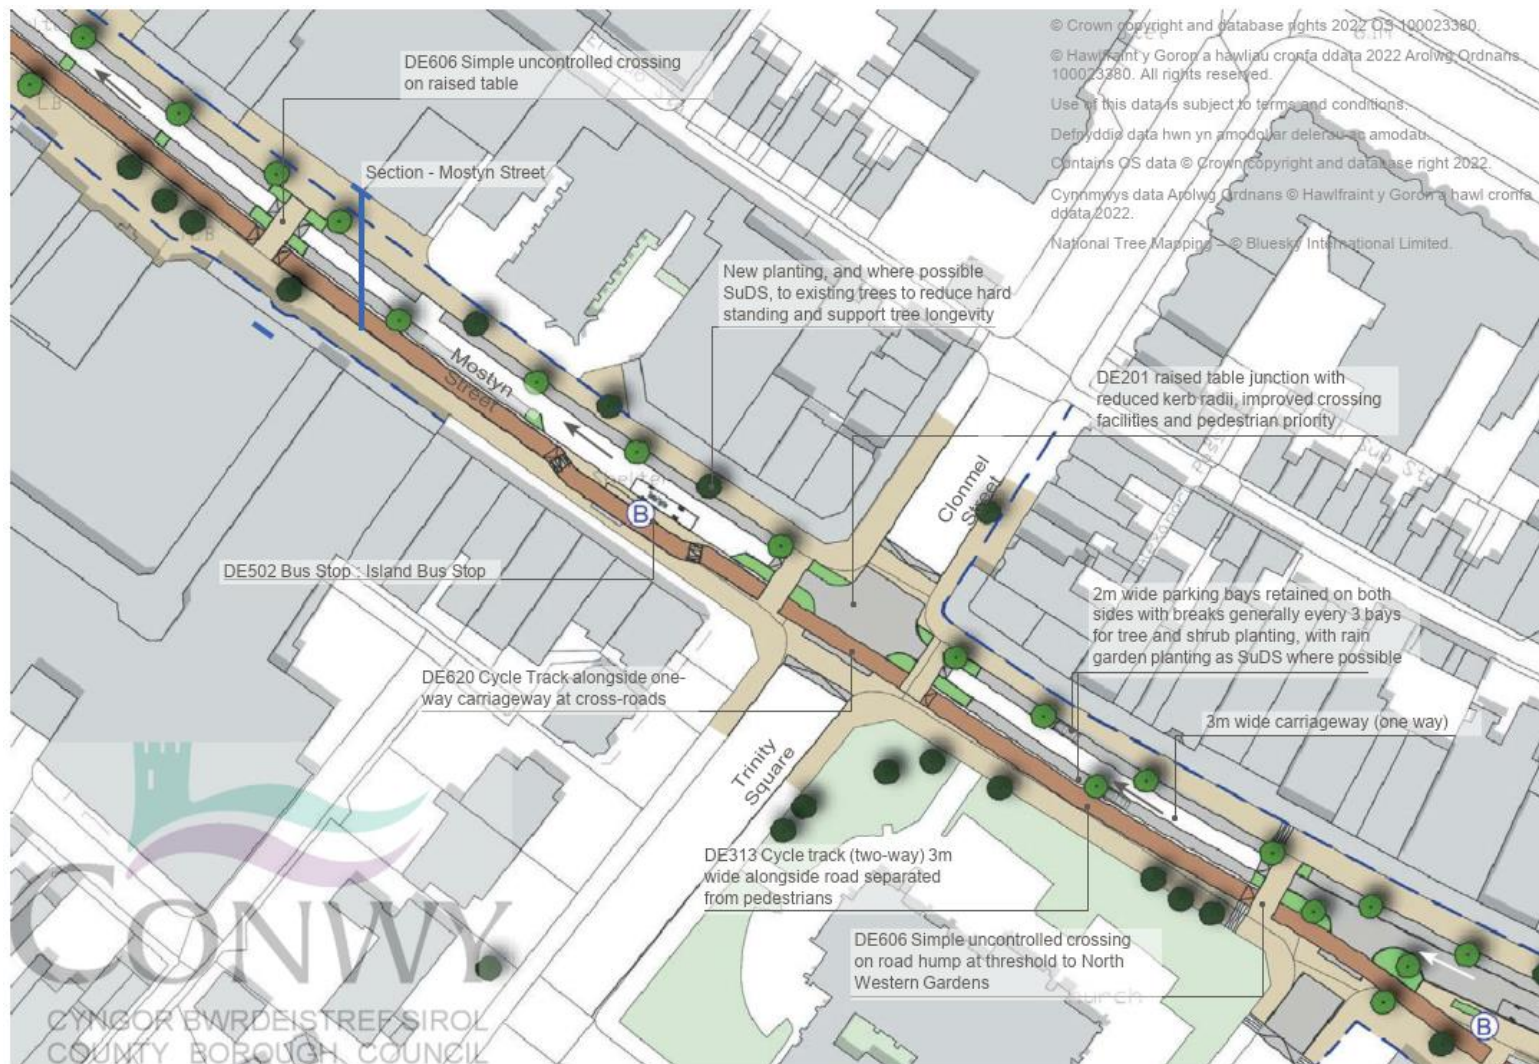 © Crown copyright and database rights 2022 OS 100023380.
© Hawlfraint y Goron a hawliau cronfa ddata 2022 Arolwg Ordnans
100023380. All rights reserved.
Use of this data is subject to terms and conditions.
Defnyddio data hwn yn amodol ar delerau ac amodau.
Contains OS data © Crown copyright and database right 2022.
Cynnmwys data Arolwg Ordnans © Hawlfraint y Goron a hawl cronfa
ddata 2022.
National Tree Mapping - © Bluesky International Limited.
DE606 Simple uncontrolled crossing
on raised table
LB
Section - Mostyn Street
New planting, and where possible
SuDS, to existing trees to reduce hard
standing and support tree longevity
Mostyn
Street
DE201 raised table junction with
reduced kerb radii, improved crossing
facilities and pedestrian priority
Sub Sta
Shelter
Clonmel
Street
B
DE502 Bus Stop : Island Bus Stop
2m wide parking bays retained on both
sides with breaks generally every 3 bays
for tree and shrub planting, with rain
garden planting as SuDS where possible
DE620 Cycle Track alongside one-
way carriageway at cross-roads
3m wide carriageway (one way)
Trinity
Square
DE313 Cycle track (two-way) 3m
wide alongside road separated
from pedestrians
DE606 Simple uncontrolled crossing
on road hump at threshold to North
Western Gardens
Church
B
CONWY
CYNGOR BWRDEISTREF SIROL
COUNTY BOROUGH COUNCIL